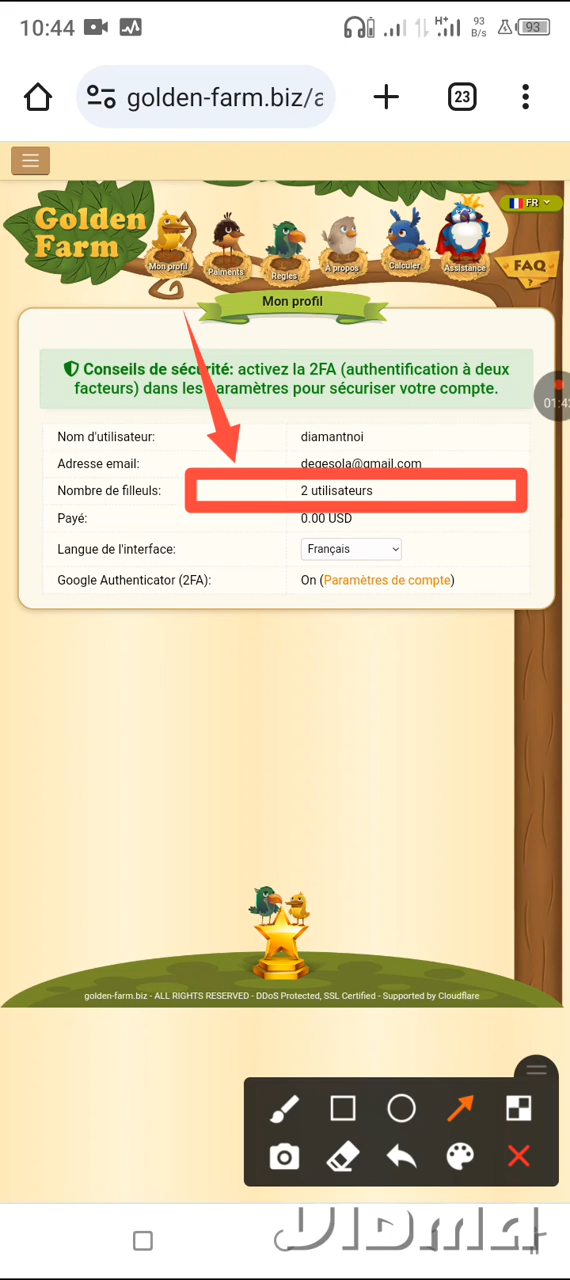 10:44
H+
93
B/s
93
golden-farm.biz/a
23
Golden
Farm
FR
Mon profil
Paiments
Règles
À propos
Calculer
Assistance
FAQ
?
Mon profil
Conseils de sécurité: activez la 2FA (authentification à deux
facteurs) dans les paramètres pour sécuriser votre compte.
01:42
Nom d'utilisateur: diamantnoi
Adresse email: degesola@gmail.com
Nombre de filleuls: 2 utilisateurs
Payé: 0.00 USD
Langue de l'interface: Français
Google Authenticator (2FA): On (Paramètres de compte)
golden-farm.biz - ALL RIGHTS RESERVED - DDoS Protected, SSL Certified - Supported by Cloudflare